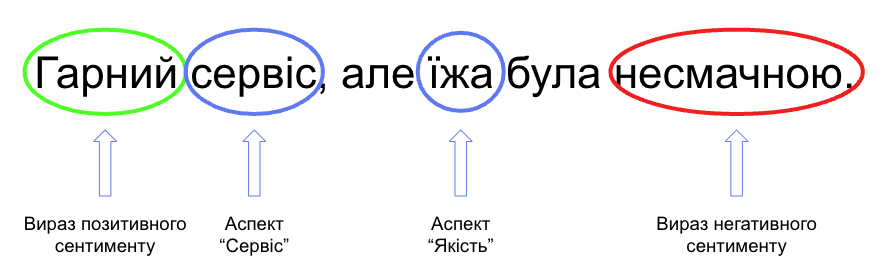 Гарний сервіс, але їжа була несмачною.
Вираз позитивного
сентименту
Аспект
“Сервіс”
Аспект
“Якість”
Вираз негативного
сентименту